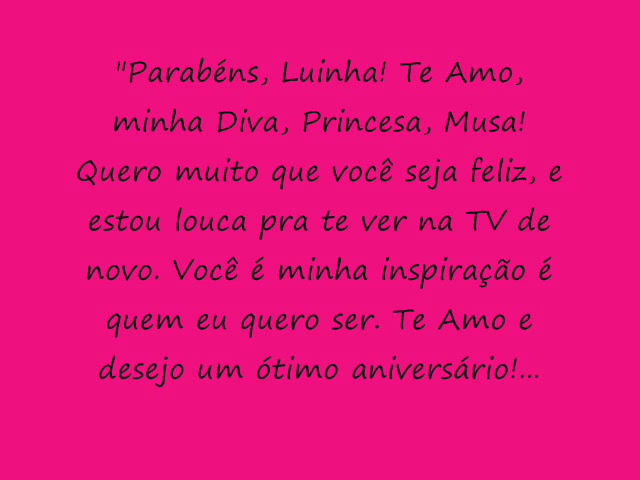 "Parabéns, Luinha! Te Amo,
minha Diva, Princesa, Musa!
Quero muito que você seja feliz, e
estou louca pra te ver na TV de
novo. Você é minha inspiração é
quem eu quero ser. Te Amo e
desejo um ótimo aniversário!...